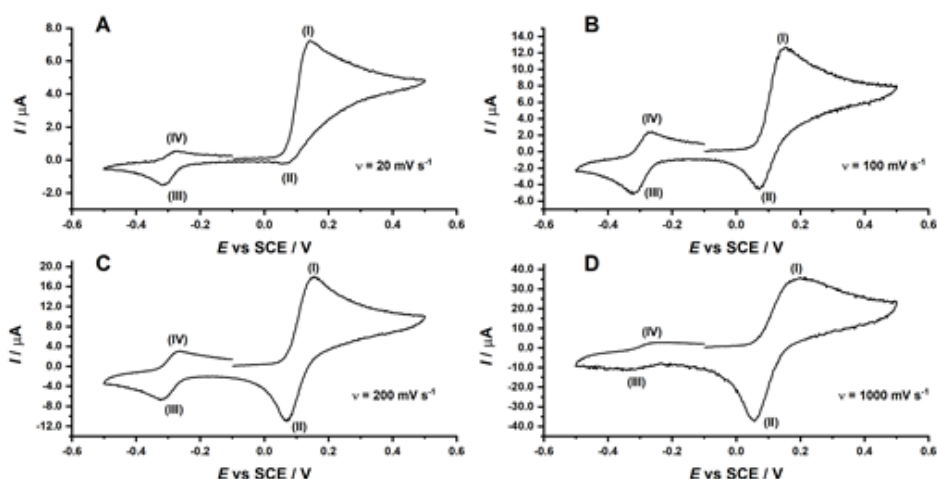 A
(I)
(IV)
(III)
(II)
ν = 20 mV s⁻¹
8.0
6.0
4.0
2.0
0.0
-2.0
I / μA
-0.6 -0.4 -0.2 0.0 0.2 0.4 0.6
E vs SCE / V
B
(I)
(IV)
(III)
(II)
ν = 100 mV s⁻¹
14.0
12.0
10.0
8.0
6.0
4.0
2.0
0.0
-2.0
-4.0
-6.0
I / μA
-0.6 -0.4 -0.2 0.0 0.2 0.4 0.6
E vs SCE / V
C
(I)
(IV)
(III)
(II)
ν = 200 mV s⁻¹
20.0
16.0
12.0
8.0
4.0
0.0
-4.0
-8.0
-12.0
I / μA
-0.6 -0.4 -0.2 0.0 0.2 0.4 0.6
E vs SCE / V
D
(I)
(IV)
(III)
(II)
ν = 1000 mV s⁻¹
40.0
30.0
20.0
10.0
0.0
-10.0
-20.0
-30.0
-40.0
I / μA
-0.6 -0.4 -0.2 0.0 0.2 0.4 0.6
E vs SCE / V